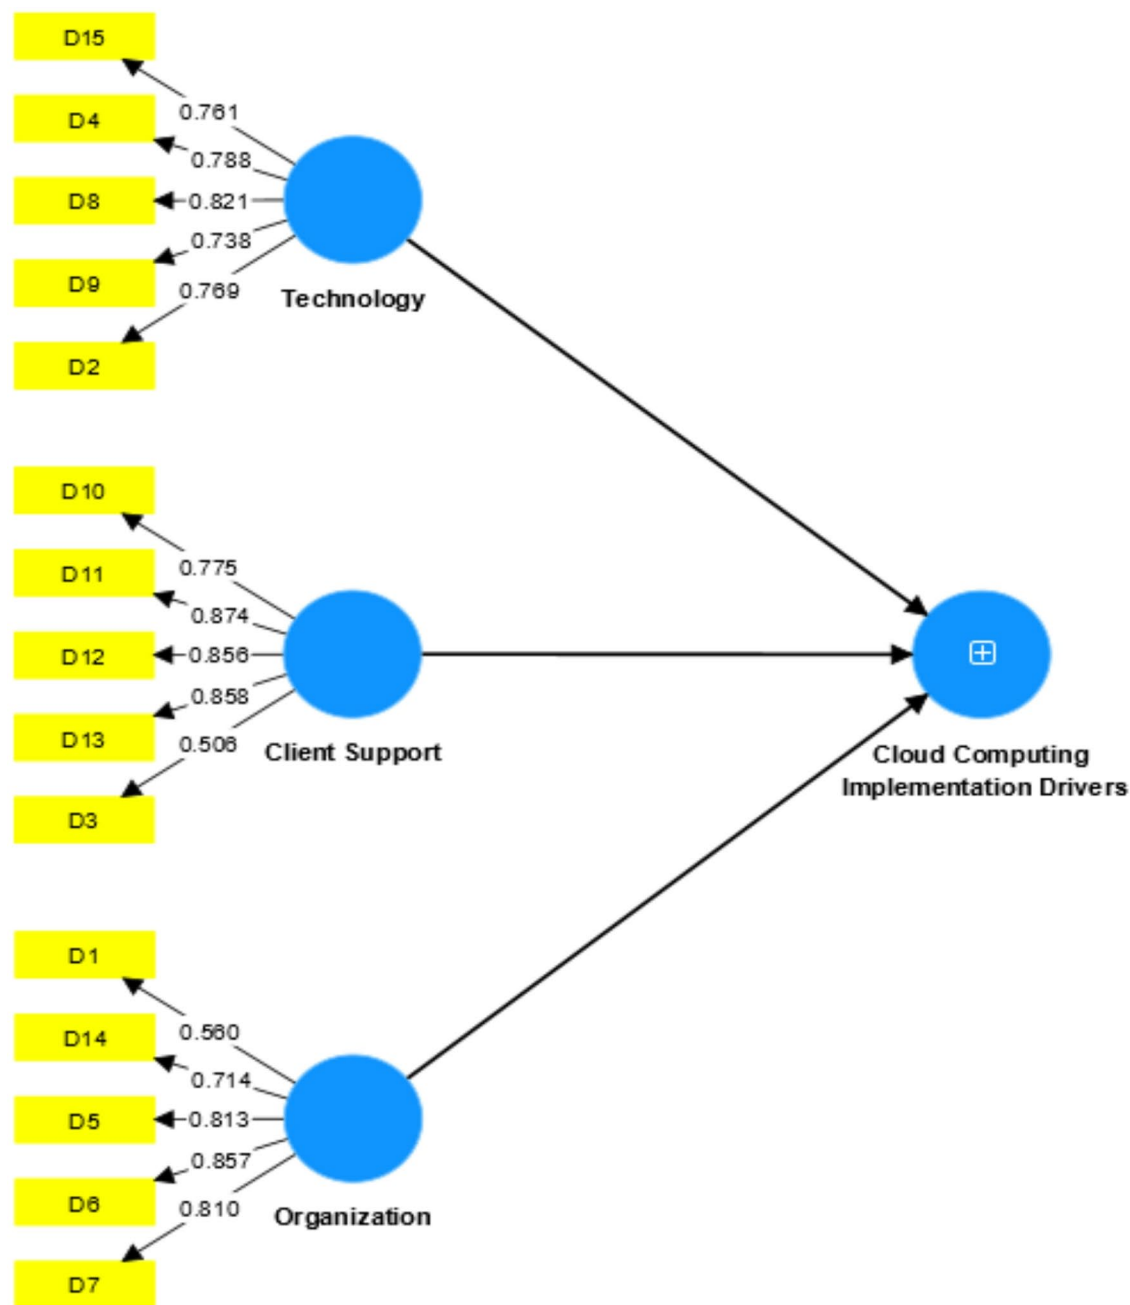 D15
0.761
D4
0.788
D8
0.821
0.738
D9
0.769
Technology
D2
D10
0.775
D11
0.874
D12
0.856
0.858
D13
0.506
Client Support
D3
Cloud Computing
Implementation Drivers
D1
0.560
D14
0.714
D5
0.813
0.857
D6
0.810
Organization
D7